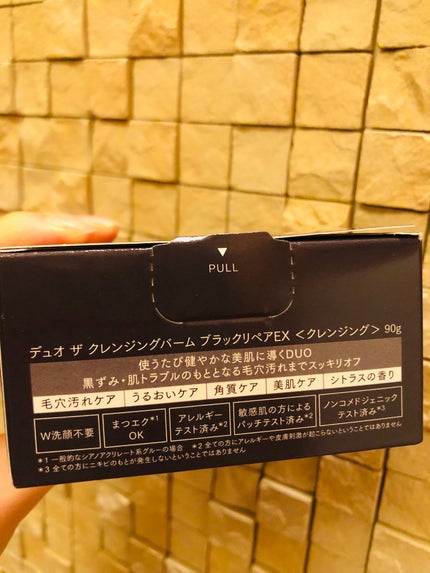 ▼
PULL
デュオ ザ クレンジングバーム ブラックリペアEX ＜クレンジング＞ 90g
使うたび健やかな美肌に導くDUO
黒ずみ・肌トラブルのもととなる毛穴汚れまでスッキリオフ
毛穴汚れケア うるおいケア 角質ケア 美肌ケア シトラスの香り
W洗顔不要 まつエク*1 OK アレルギーテスト済み*2 敏感肌の方によるパッチテスト済み*2 ノンコメドジェニックテスト済み*3
*1 一般的なシアノアクリレート系グルーの場合 *2 全ての方にアレルギーや皮膚刺激が起こらないということではありません
*3 全ての方にニキビのもとが発生しないということではありません